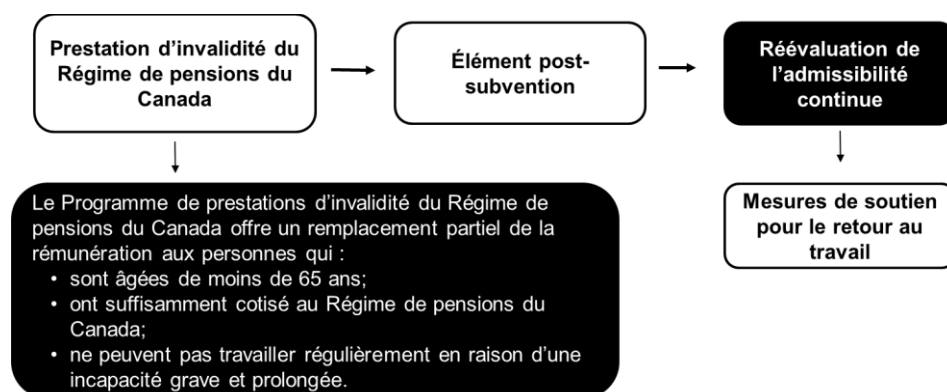 Prestation d’invalidité du
Régime de pensions du
Canada
Élément post-
subvention
Réévaluation de
l’admissibilité
continue
Le Programme de prestations d’invalidité du Régime de
pensions du Canada offre un remplacement partiel de la
rémunération aux personnes qui :
• sont âgées de moins de 65 ans;
• ont suffisamment cotisé au Régime de pensions du
Canada;
• ne peuvent pas travailler régulièrement en raison d’une
incapacité grave et prolongée.
Mesures de soutien
pour le retour au
travail